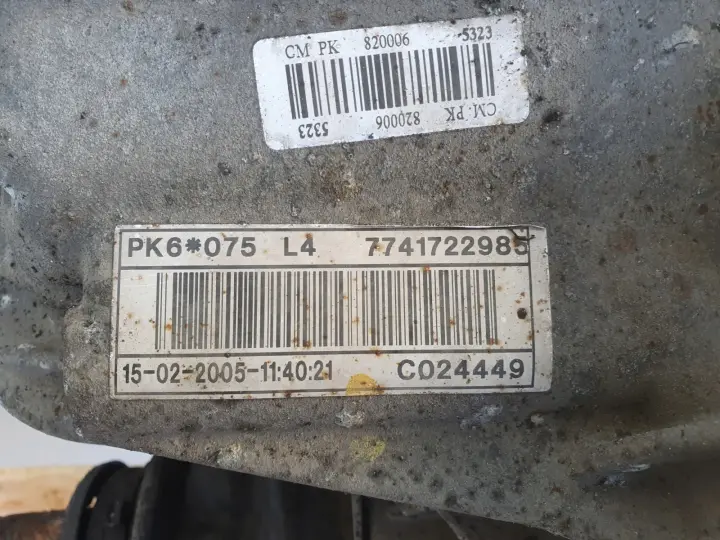 CM PK 820006 5323
CM. PK 820006 5323
PK6*075 L4 7741722985
15-02-2005-11:40:21 C024449